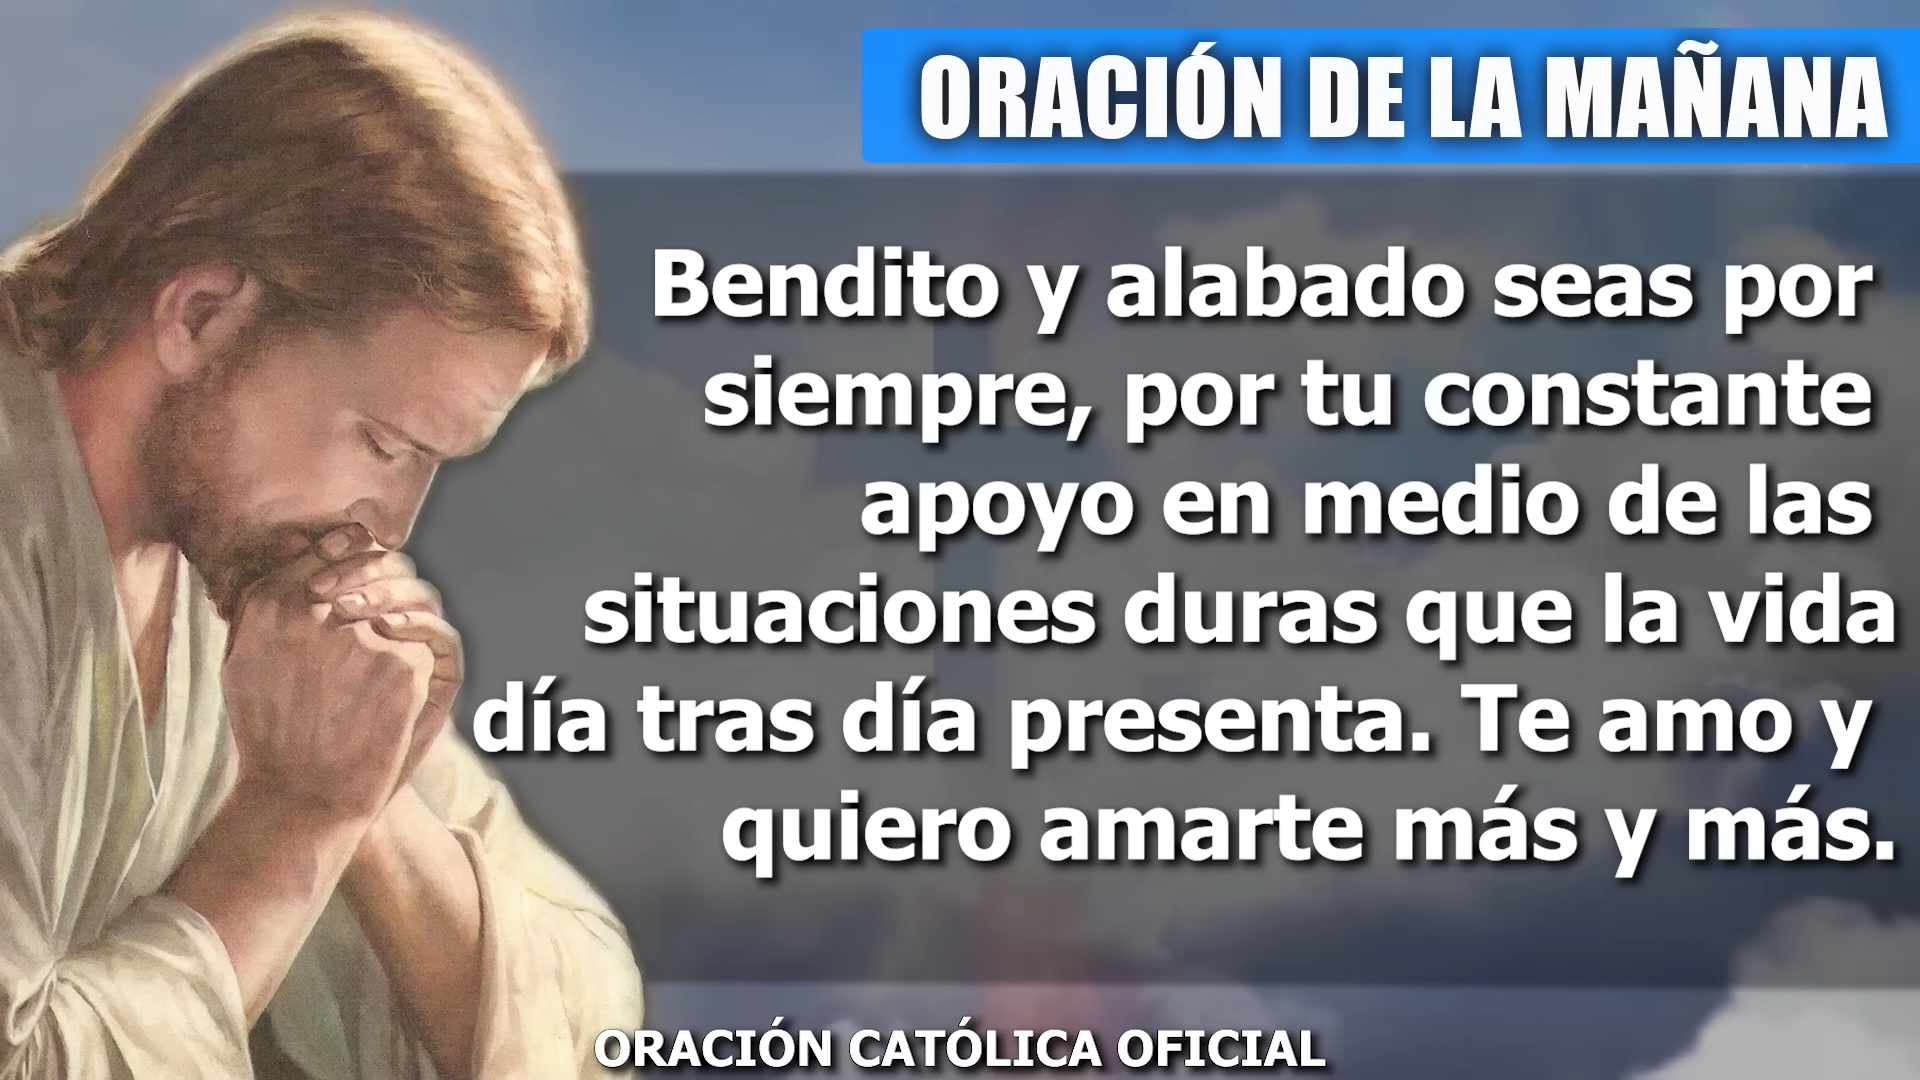 ORACIÓN DE LA MAÑANA
Bendito y alabado seas por
siempre, por tu constante
apoyo en medio de las
situaciones duras que la vida
día tras día presenta. Te amo y
quiero amarte más y más.
ORACIÓN CATÓLICA OFICIAL